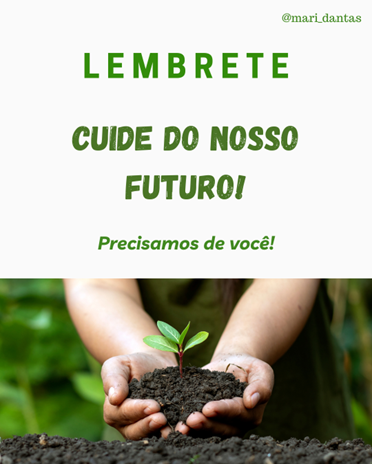 @mari_dantas
LEMBRETE
CUIDE DO NOSSO
FUTURO!
Precisamos de você!